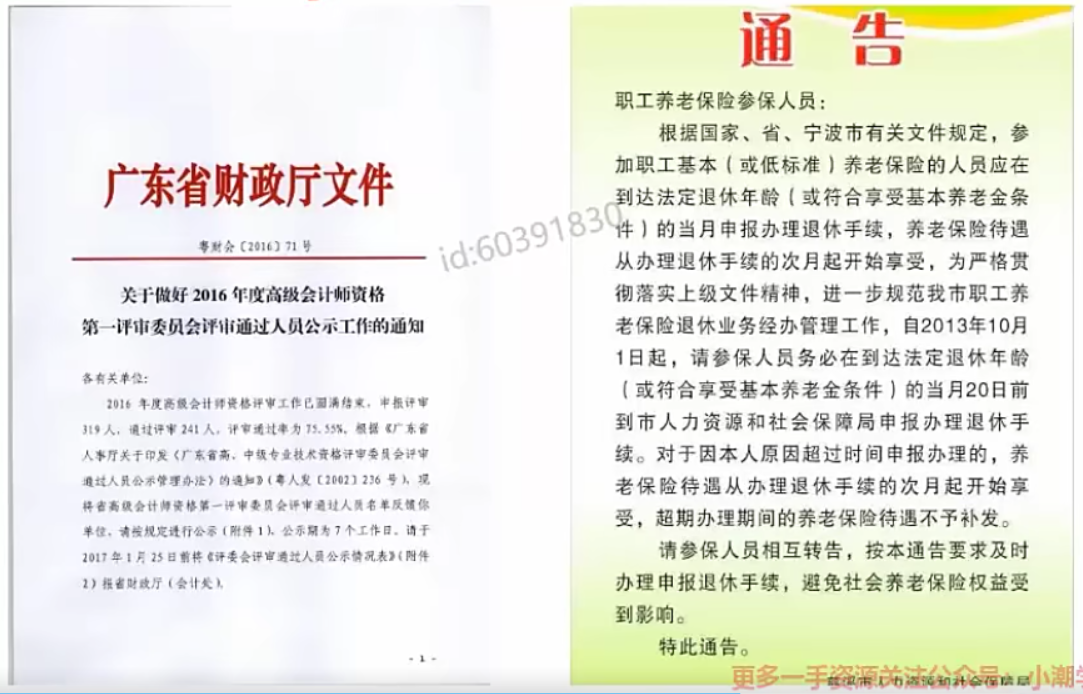 广东省财政厅文件
粤财会〔2016〕71号
关于做好 2016 年度高级会计师资格
第一评审委员会评审通过人员公示工作的通知
各有关单位：
2016 年度高级会计师资格评审工作已圆满结束，申报评审
319 人，通过评审 241 人，评审通过率为 75.55%，根据《广东省
人事厅关于印发〈广东省高、中级专业技术资格评审委员会评审
通过人员公示管理办法〉的通知》（粤人发〔2002〕236 号），现
将省高级会计师资格第一评审委员会评审通过人员名单反馈你
单位，请按规定进行公示（附件 1），公示期为 7 个工作日，请于
2017 年 1 月 25 日前将《评委会评审通过人员公示情况表》（附件
2）报省财政厅（会计处）。
- 1 -
id:60391830
通 告
职工养老保险参保人员：
根据国家、省、宁波市有关文件规定，参
加职工基本（或低标准）养老保险的人员应在
到达法定退休年龄（或符合享受基本养老金条
件）的当月申报办理退休手续，养老保险待遇
从办理退休手续的次月起开始享受，为严格贯
彻落实上级文件精神，进一步规范我市职工养
老保险退休业务经办管理工作，自2013年10月
1日起，请参保人员务必在到达法定退休年龄
（或符合享受基本养老金条件）的当月20日前
到市人力资源和社会保障局申报办理退休手
续。对于因本人原因超过时间申报办理的，养
老保险待遇从办理退休手续的次月起开始享
受，超期办理期间的养老保险待遇不予补发。
请参保人员相互转告，按本通告要求及时
办理申报退休手续，避免社会养老保险权益受
到影响。
特此通告。
市人力资源和社会保障局
更多一手资源关注公众号：小潮